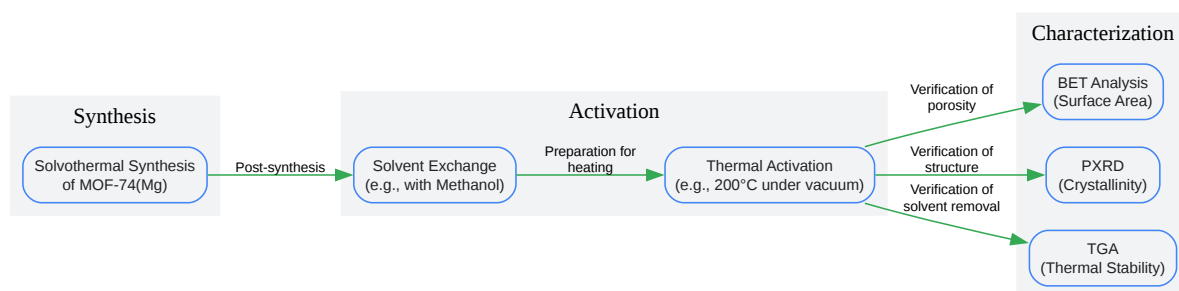 Synthesis
Solvothermal Synthesis
of MOF-74(Mg)
Post-synthesis
Activation
Solvent Exchange
(e.g., with Methanol)
Preparation for
heating
Thermal Activation
(e.g., 200°C under vacuum)
Verification of
porosity
Verification of
structure
Verification of
solvent removal
Characterization
BET Analysis
(Surface Area)
PXRD
(Crystallinity)
TGA
(Thermal Stability)